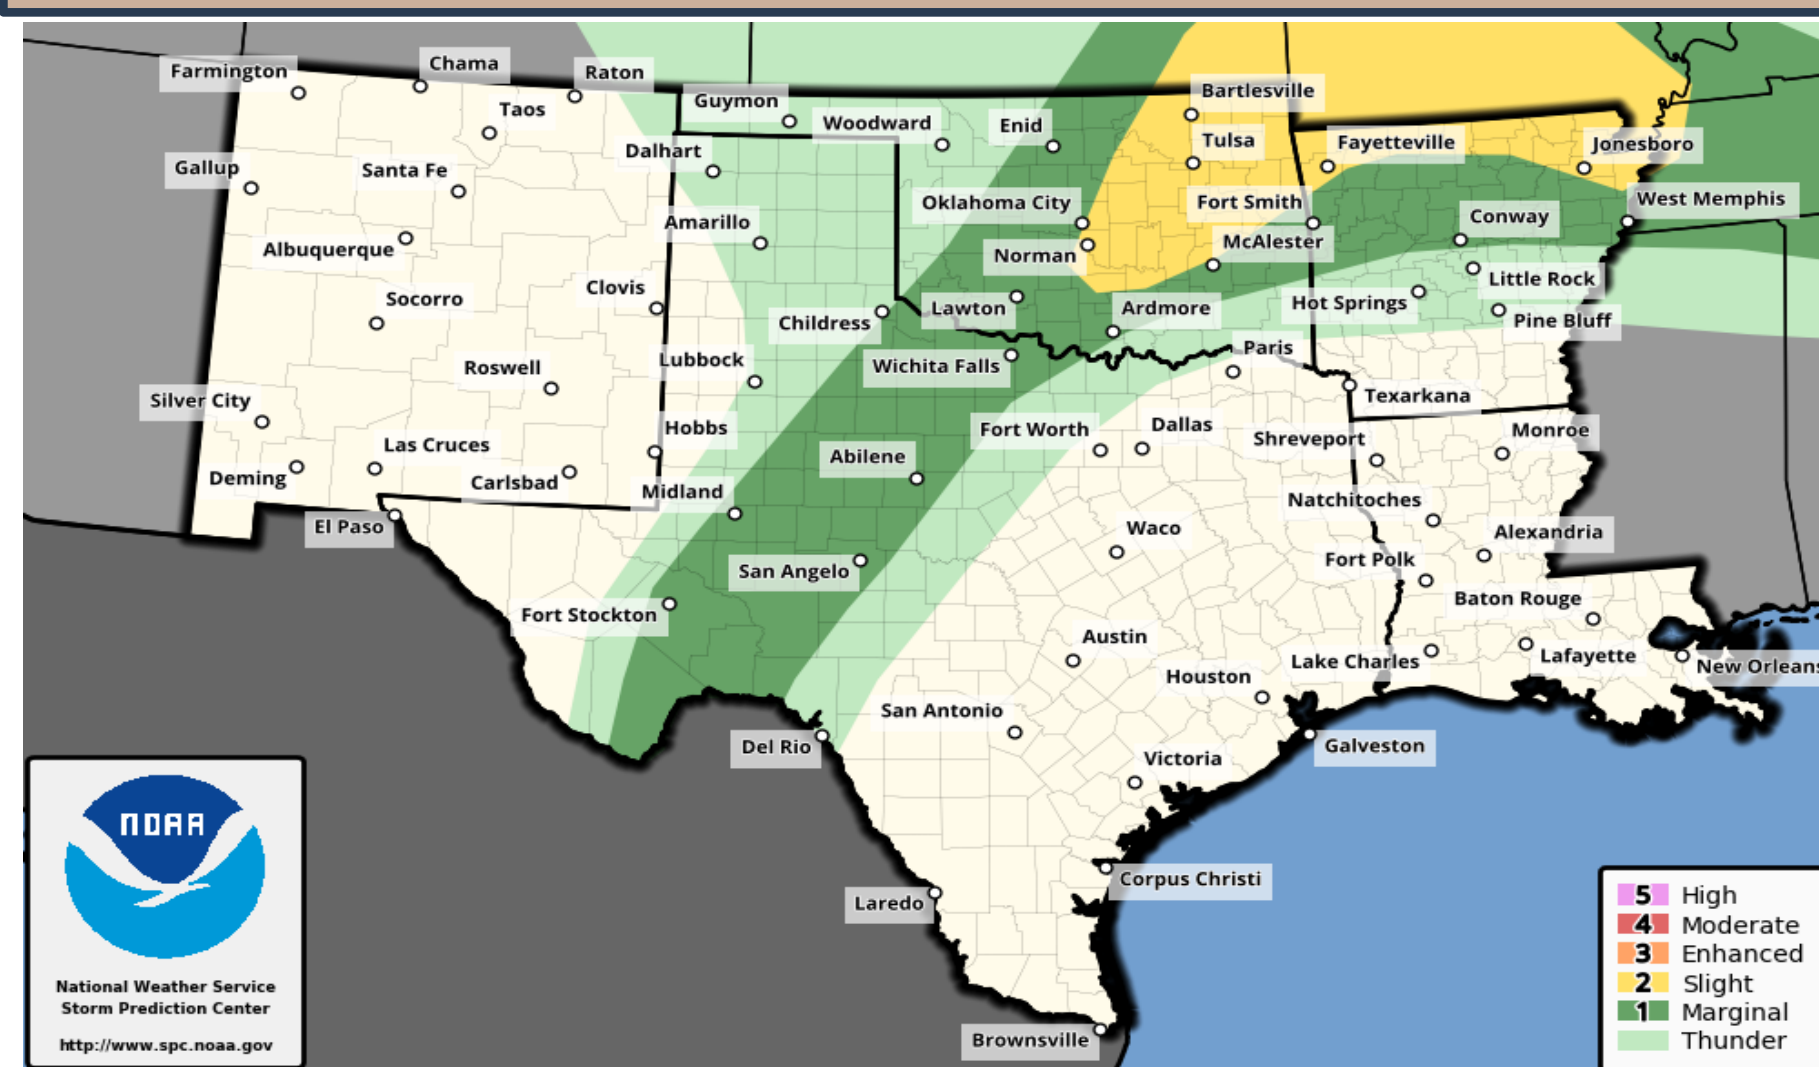 Farmington
Chama
Raton
Taos
Guymon
Woodward
Enid
Bartlesville
Tulsa
Fayetteville
Jonesboro
Gallup
Santa Fe
Dalhart
Oklahoma City
Fort Smith
West Memphis
Albuquerque
Amarillo
Norman
McAlester
Conway
Socorro
Clovis
Childress
Lawton
Ardmore
Hot Springs
Little Rock
Pine Bluff
Roswell
Lubbock
Wichita Falls
Paris
Silver City
Hobbs
Texarkana
Las Cruces
Fort Worth
Dallas
Shreveport
Monroe
Deming
Carlsbad
Midland
Abilene
Natchitoches
El Paso
Waco
Alexandria
San Angelo
Fort Polk
Fort Stockton
Baton Rouge
Austin
Lake Charles
Lafayette
New Orleans
Houston
San Antonio
Del Rio
Galveston
Victoria
Corpus Christi
Laredo
Brownsville
NOAA
National Weather Service
Storm Prediction Center
http://www.spc.noaa.gov
5 High
4 Moderate
3 Enhanced
2 Slight
1 Marginal
Thunder